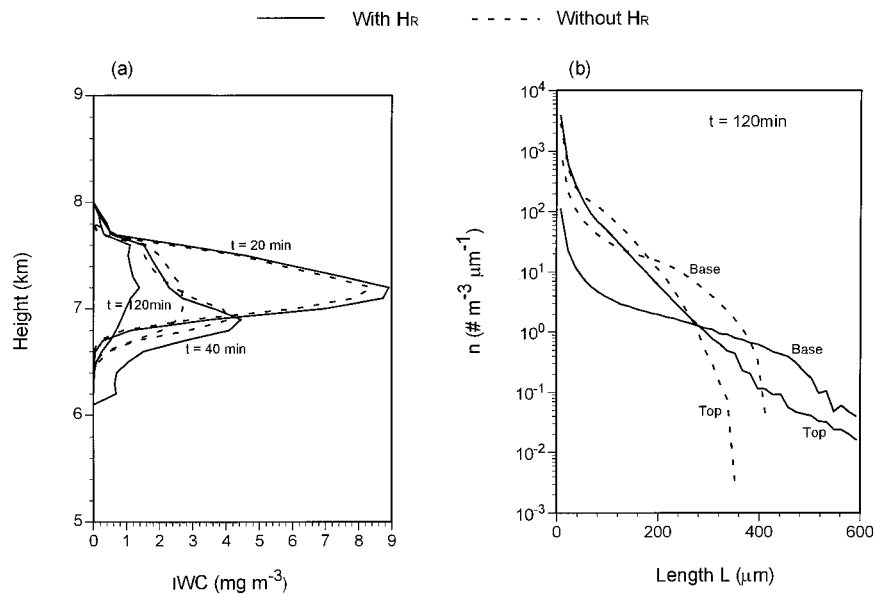 With HR
Without HR
(a)
(b)
9
8
7
6
5
Height (km)
t = 20 min
t = 120min
t = 40 min
0 1 2 3 4 5 6 7 8 9
IWC (mg m-3)
t = 120min
10^4
10^3
10^2
10^1
10^0
10^-1
10^-2
10^-3
n (# m-3 μm-1)
Base
Base
Top
Top
0 200 400 600
Length L (μm)